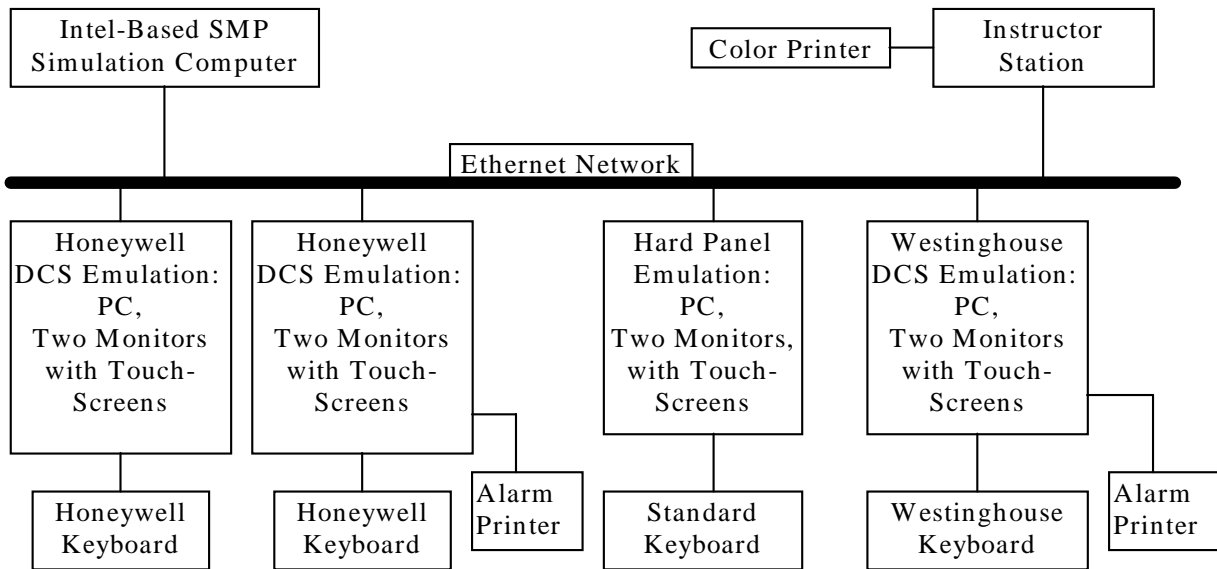 Intel-Based SMP
Simulation Computer
Color Printer
Instructor
Station
Ethernet Network
Honeywell
DCS Emulation:
PC,
Two Monitors
with Touch-
Screens
Honeywell
DCS Emulation:
PC,
Two Monitors
with Touch-
Screens
Hard Panel
Emulation:
PC,
Two Monitors,
with Touch-
Screens
Westinghouse
DCS Emulation:
PC,
Two Monitors
with Touch-
Screens
Honeywell
Keyboard
Honeywell
Keyboard
Alarm
Printer
Standard
Keyboard
Westinghouse
Keyboard
Alarm
Printer